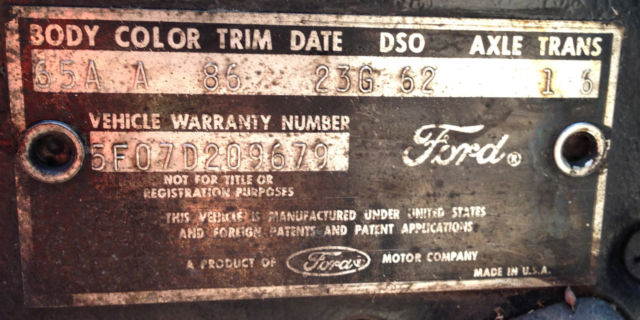 BODY COLOR TRIM DATE DSO AXLE TRANS
65A A 86 23G 62 1 6
VEHICLE WARRANTY NUMBER
5F07D209679
Ford®
NOT FOR TITLE OR
REGISTRATION PURPOSES
THIS VEHICLE IS MANUFACTURED UNDER UNITED STATES
AND FOREIGN PATENTS AND PATENT APPLICATIONS
A PRODUCT OF Ford MOTOR COMPANY
MADE IN U.S.A.